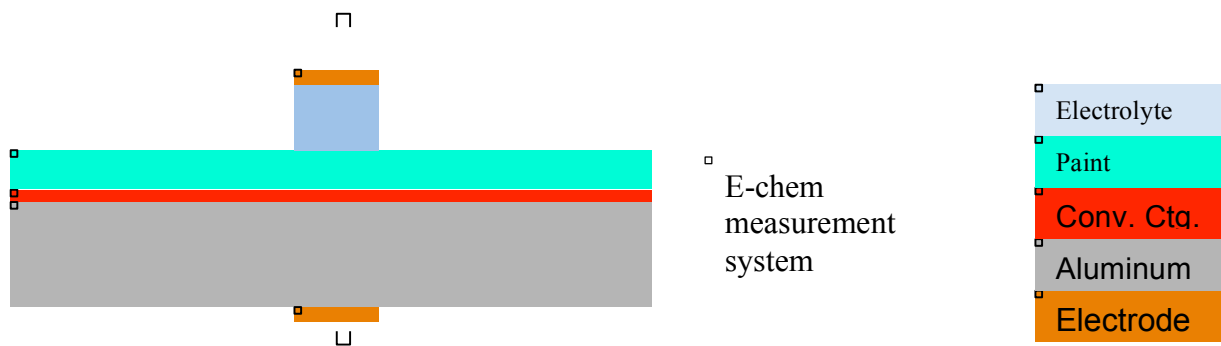 E-chem
measurement
system
Electrolyte
Paint
Conv. Ctg.
Aluminum
Electrode